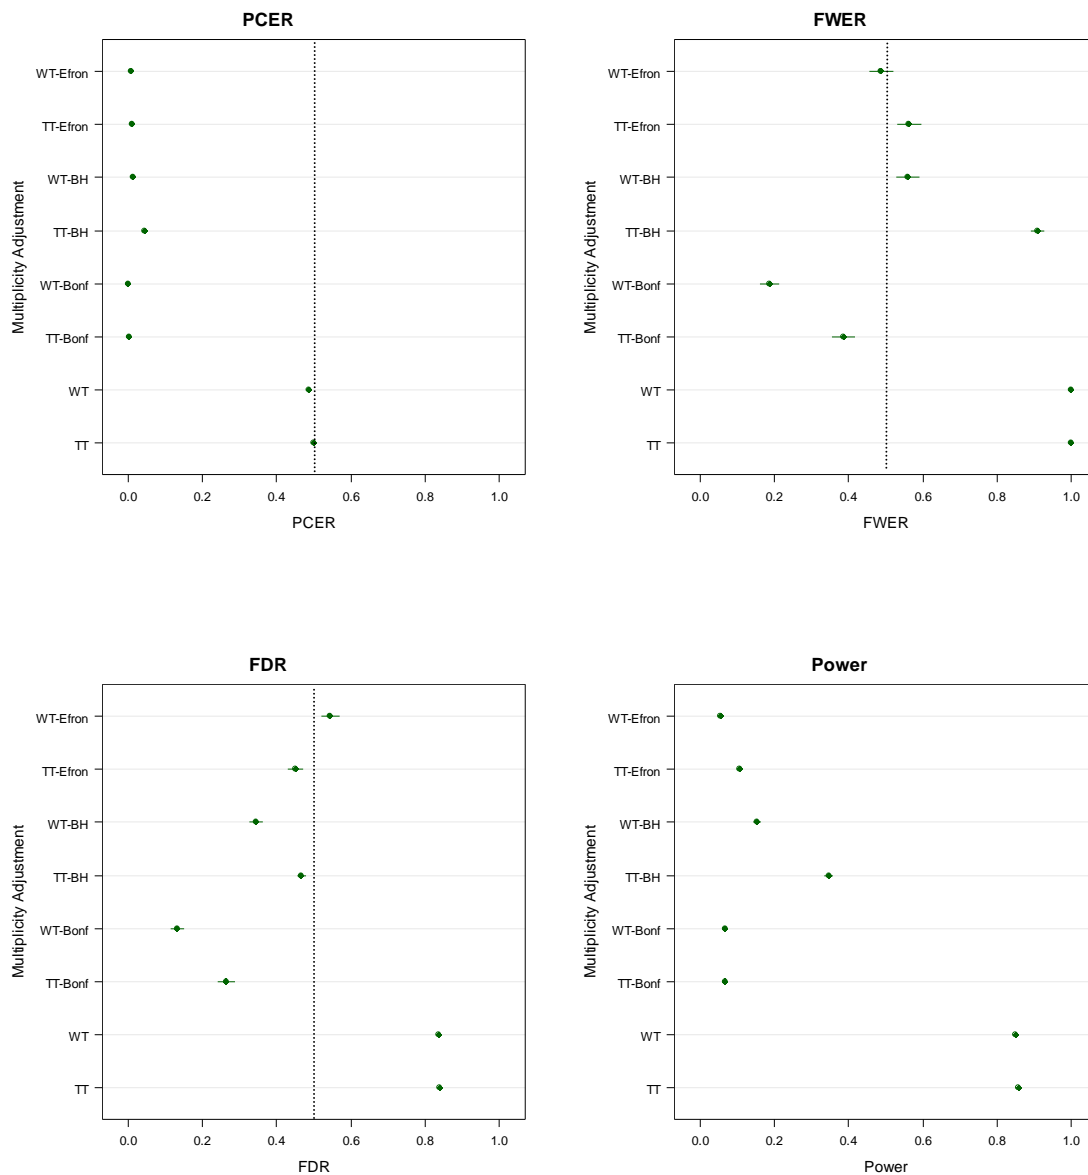 PCER
Multiplicity Adjustment
WT-Efron
TT-Efron
WT-BH
TT-BH
WT-Bonf
TT-Bonf
WT
TT
0.0 0.2 0.4 0.6 0.8 1.0
PCER
FWER
Multiplicity Adjustment
WT-Efron
TT-Efron
WT-BH
TT-BH
WT-Bonf
TT-Bonf
WT
TT
0.0 0.2 0.4 0.6 0.8 1.0
FWER
FDR
Multiplicity Adjustment
WT-Efron
TT-Efron
WT-BH
TT-BH
WT-Bonf
TT-Bonf
WT
TT
0.0 0.2 0.4 0.6 0.8 1.0
FDR
Power
Multiplicity Adjustment
WT-Efron
TT-Efron
WT-BH
TT-BH
WT-Bonf
TT-Bonf
WT
TT
0.0 0.2 0.4 0.6 0.8 1.0
Power